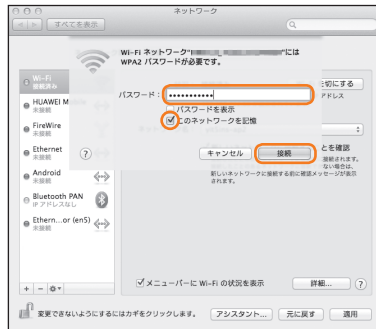 ネットワーク
すべてを表示
Wi-Fi ネットワーク"                "には
WPA2 パスワードが必要です。
パスワード：••••••••••
パスワードを表示
このネットワークを記憶
キャンセル
接続
Wi-Fi
接続済み
HUAWEI M
未接続
FireWire
未接続
Ethernet
未接続
Android
未接続
Bluetooth PAN
IP アドレスなし
Ethern...or (en5)
未接続
切にする
アドレス
とを確認
接続されます。
ない場合は、
新しいネットワークに接続する前に確認メッセージが表示
されます。
メニューバーに Wi-Fi の状況を表示
詳細...
?
変更できないようにするにはカギをクリックします。
アシスタント...
元に戻す
適用